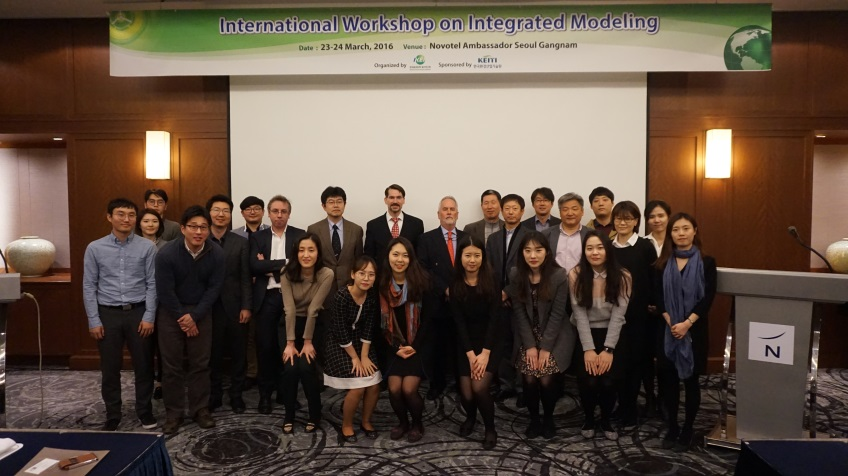 International Workshop on Integrated Modeling
Date : 23-24 March, 2016 Venue : Novotel Ambassador Seoul Gangnam
Organized by Sponsored by KEITI
N